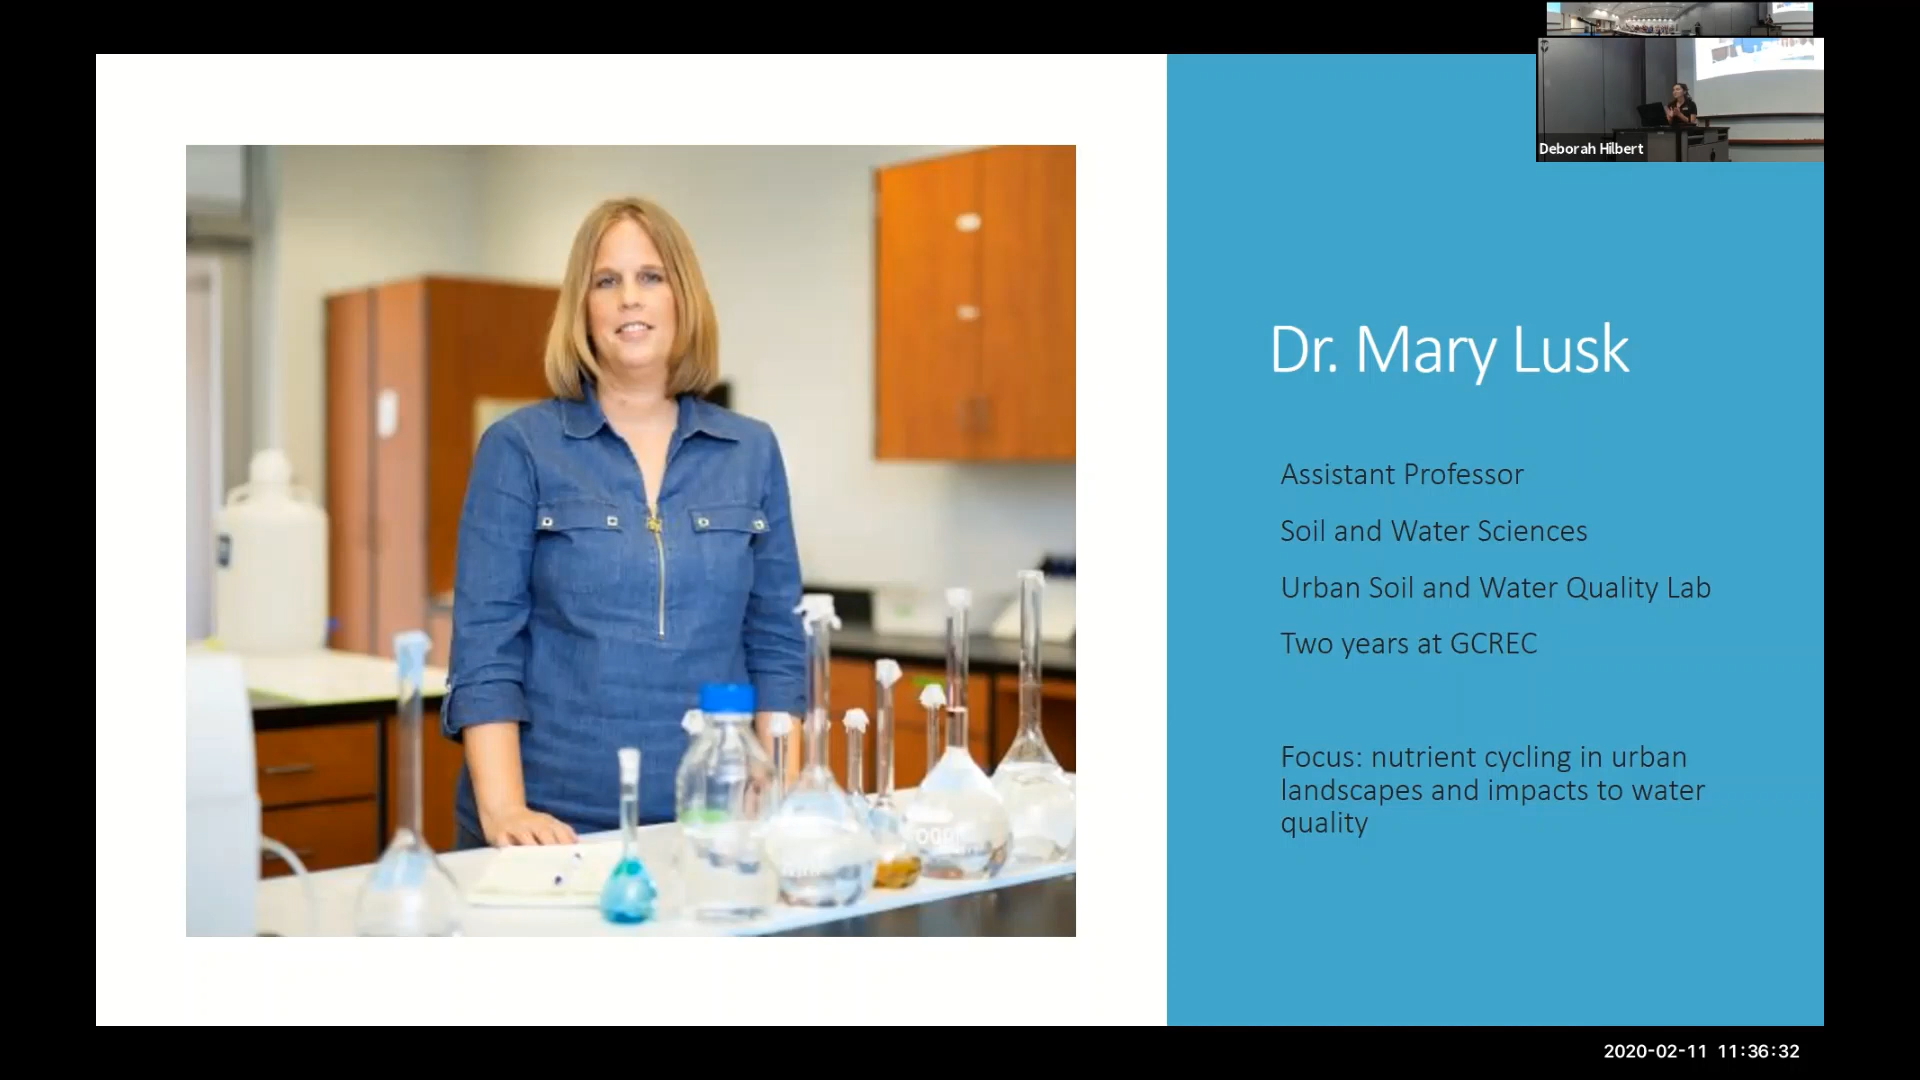 Deborah Hilbert
Dr. Mary Lusk
Assistant Professor
Soil and Water Sciences
Urban Soil and Water Quality Lab
Two years at GCREC
Focus: nutrient cycling in urban
landscapes and impacts to water
quality
2020-02-11 11:36:32